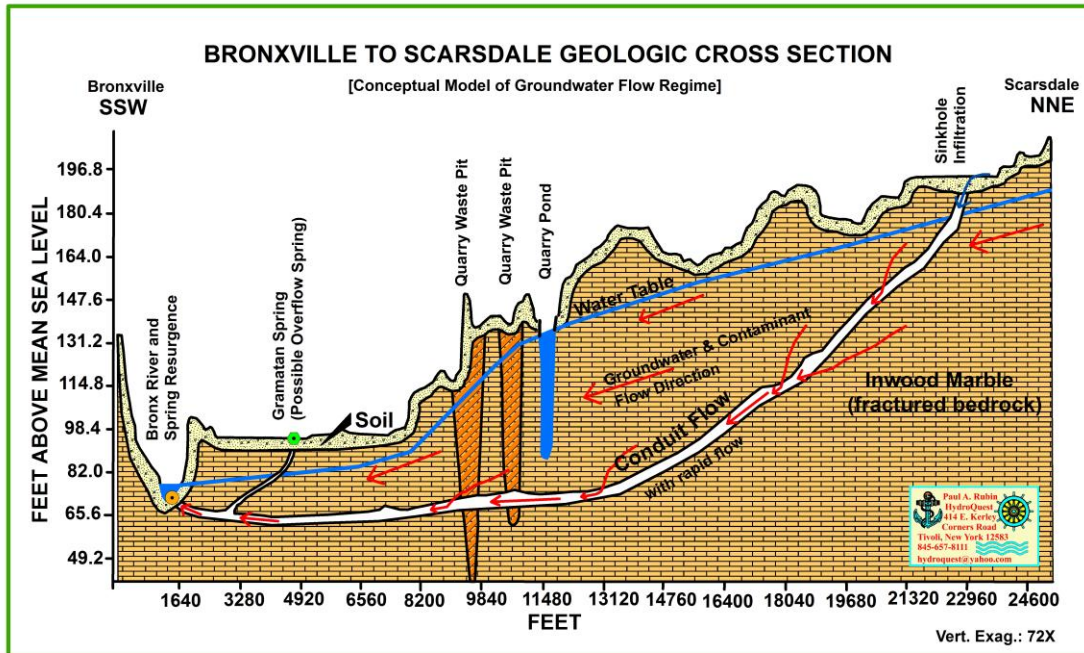 BRONXVILLE TO SCARSDALE GEOLOGIC CROSS SECTION
[Conceptual Model of Groundwater Flow Regime]
Bronxville
SSW
Scarsdale
NNE
FEET ABOVE MEAN SEA LEVEL
196.8
180.4
164.0
147.6
131.2
114.8
98.4
82.0
65.6
49.2
Bronx River and
Spring Resurgence
Gramatan Spring
(Possible Overflow Spring)
Soil
Quarry Waste Pit
Quarry Waste Pit
Quarry Pond
Sinkhole
Infiltration
Water Table
Groundwater & Contaminant
Flow Direction
Conduit Flow
with rapid flow
Inwood Marble
(fractured bedrock)
Paul A. Rubin
HydroQuest
414 E. Kerley
Corners Road
Tivoli, New York 12583
845-657-8111
hydroquest@yahoo.com
1640
3280
4920
6560
8200
9840
11480
13120
14760
16400
18040
19680
21320
22960
24600
FEET
Vert. Exag.: 72X